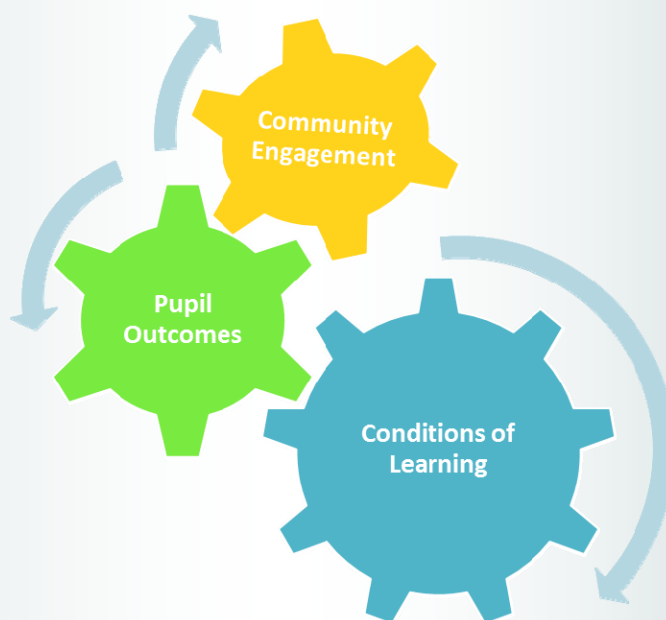 Community
Engagement
Pupil
Outcomes
Conditions of
Learning